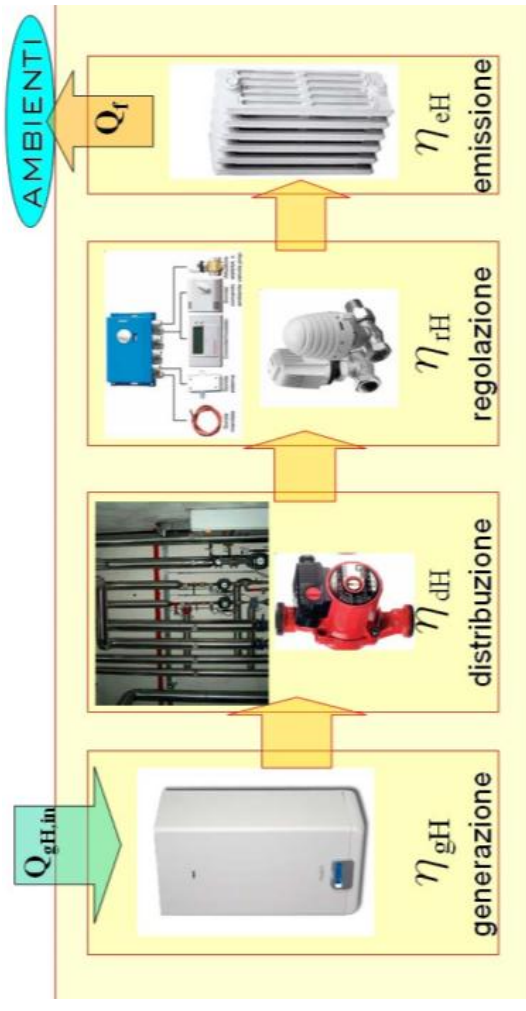 AMBIENTI
Q_f
η_eH
emissione
η_rH
regolazione
η_dH
distribuzione
Q_gH,in
η_gH
generazione